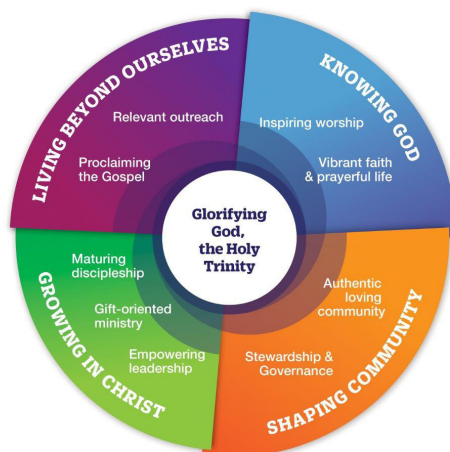 LIVING BEYOND OURSELVES
Relevant outreach
Proclaiming
the Gospel
KNOWING GOD
Inspiring worship
Vibrant faith
& prayerful life
Glorifying
God,
the Holy
Trinity
GROWING IN CHRIST
Maturing
discipleship
Gift-oriented
ministry
Empowering
leadership
SHAPING COMMUNITY
Authentic
loving
community
Stewardship &
Governance